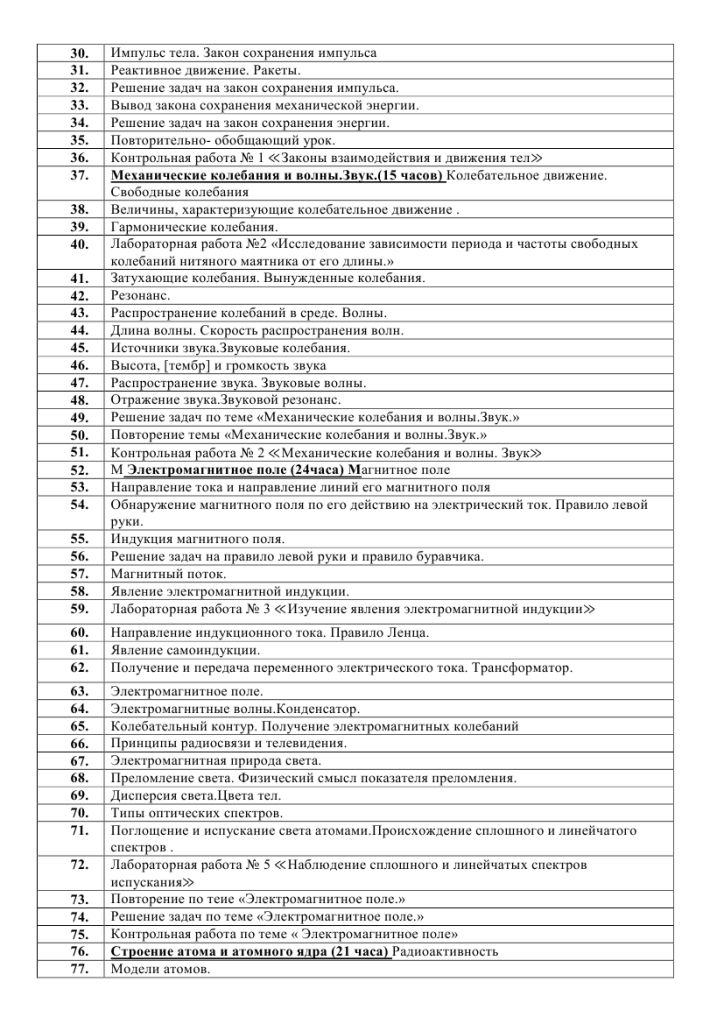 30. Импульс тела. Закон сохранения импульса
31. Реактивное движение. Ракеты.
32. Решение задач на закон сохранения импульса.
33. Вывод закона сохранения механической энергии.
34. Решение задач на закон сохранения энергии.
35. Повторительно- обобщающий урок.
36. Контрольная работа № 1 ≪Законы взаимодействия и движения тел≫
37. Механические колебания и волны.Звук.(15 часов) Колебательное движение.
Свободные колебания
38. Величины, характеризующие колебательное движение .
39. Гармонические колебания.
40. Лабораторная работа №2 «Исследование зависимости периода и частоты свободных
колебаний нитяного маятника от его длины.»
41. Затухающие колебания. Вынужденные колебания.
42. Резонанс.
43. Распространение колебаний в среде. Волны.
44. Длина волны. Скорость распространения волн.
45. Источники звука.Звуковые колебания.
46. Высота, [тембр] и громкость звука
47. Распространение звука. Звуковые волны.
48. Отражение звука.Звуковой резонанс.
49. Решение задач по теме «Механические колебания и волны.Звук.»
50. Повторение темы «Механические колебания и волны.Звук.»
51. Контрольная работа № 2 ≪Механические колебания и волны. Звук≫
52. М Электромагнитное поле (24часа) Магнитное поле
53. Направление тока и направление линий его магнитного поля
54. Обнаружение магнитного поля по его действию на электрический ток. Правило левой
руки.
55. Индукция магнитного поля.
56. Решение задач на правило левой руки и правило буравчика.
57. Магнитный поток.
58. Явление электромагнитной индукции.
59. Лабораторная работа № 3 ≪Изучение явления электромагнитной индукции≫
60. Направление индукционного тока. Правило Ленца.
61. Явление самоиндукции.
62. Получение и передача переменного электрического тока. Трансформатор.
63. Электромагнитное поле.
64. Электромагнитные волны.Конденсатор.
65. Колебательный контур. Получение электромагнитных колебаний
66. Принципы радиосвязи и телевидения.
67. Электромагнитная природа света.
68. Преломление света. Физический смысл показателя преломления.
69. Дисперсия света.Цвета тел.
70. Типы оптических спектров.
71. Поглощение и испускание света атомами.Происхождение сплошного и линейчатого
спектров .
72. Лабораторная работа № 5 ≪Наблюдение сплошного и линейчатых спектров
испускания≫
73. Повторение по теие «Электромагнитное поле.»
74. Решение задач по теме «Электромагнитное поле.»
75. Контрольная работа по теме « Электромагнитное поле»
76. Строение атома и атомного ядра (21 часа) Радиоактивность
77. Модели атомов.